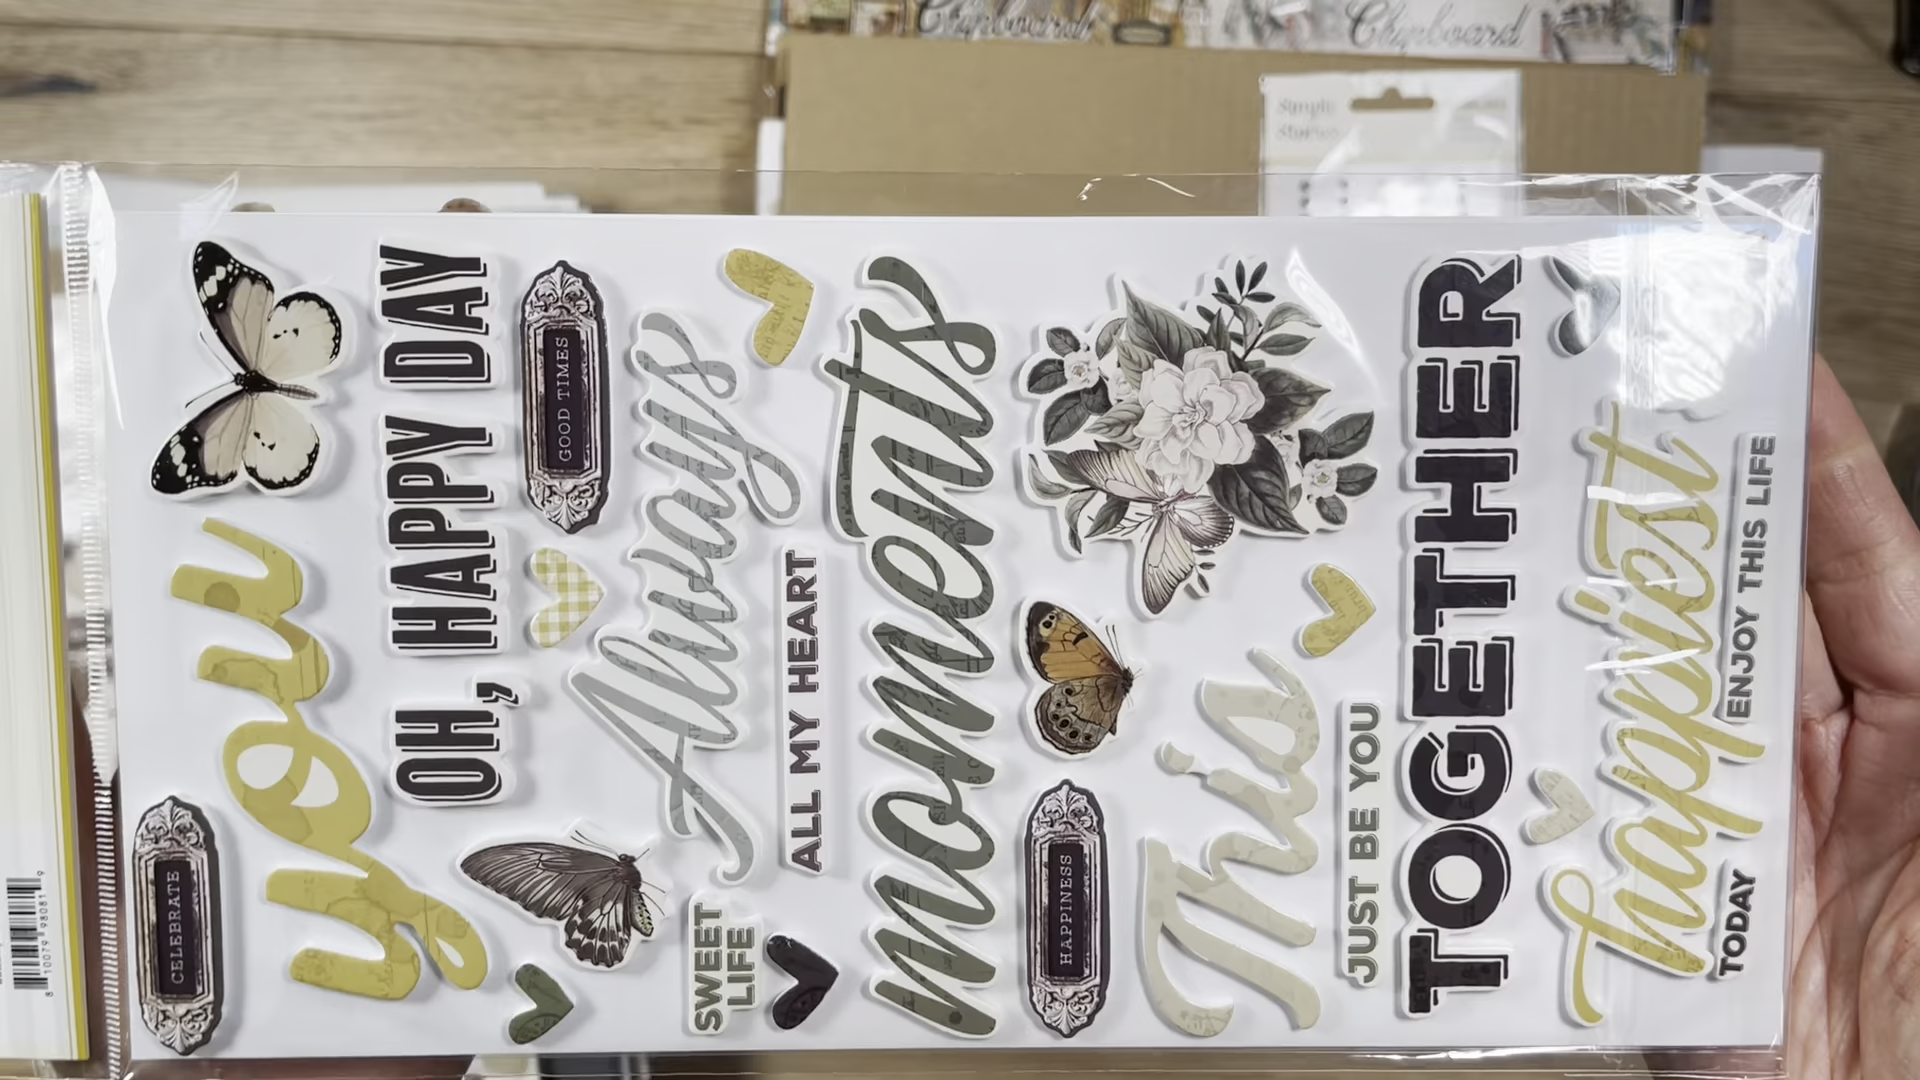 Chipboard
Chipboard
Simple
Stories
CELEBRATE
you
OH, HAPPY DAY
GOOD TIMES
Always
SWEET
LIFE
ALL MY HEART
moments
HAPPINESS
This
JUST BE YOU
TOGETHER
happiest
TODAY
ENJOY THIS LIFE